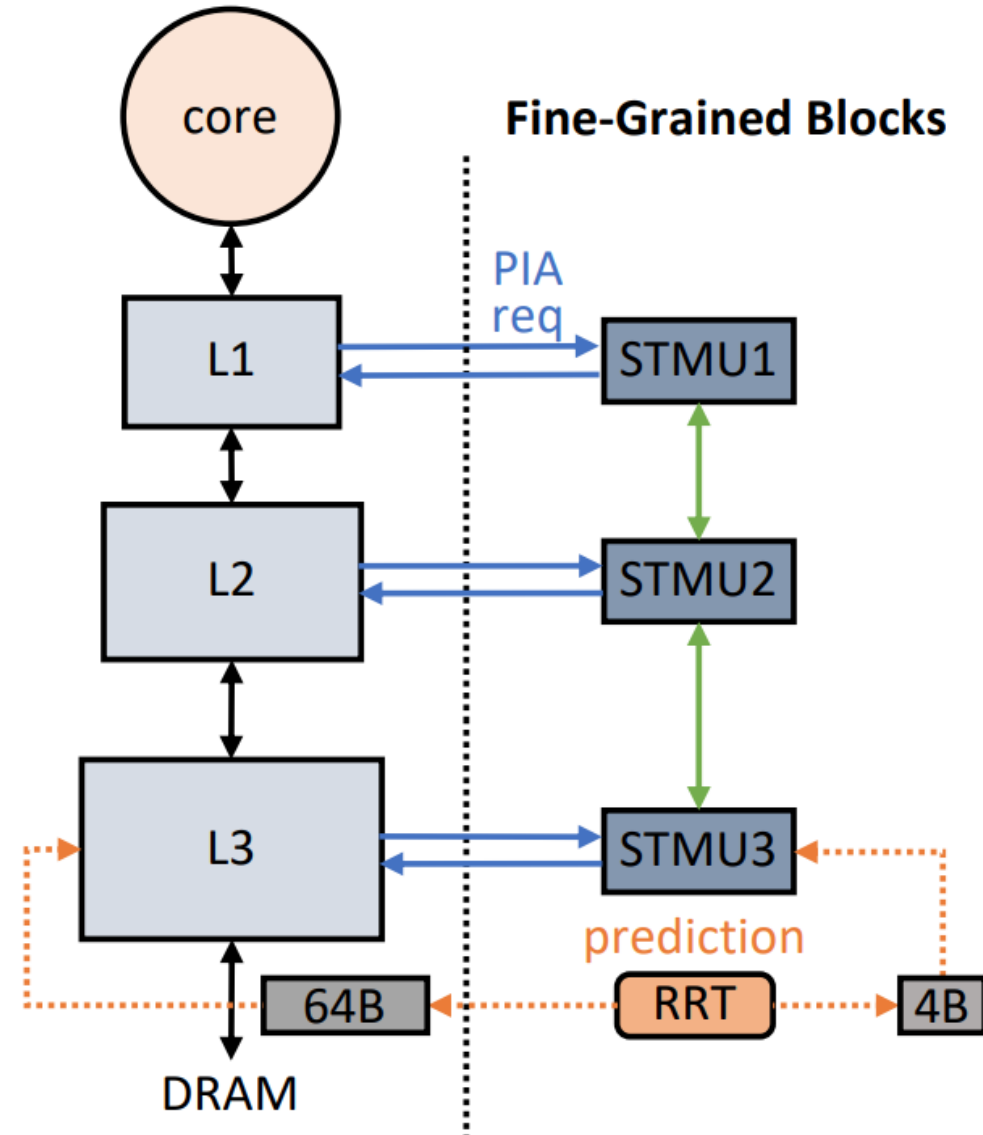 core
Fine-Grained Blocks
PIA
req
L1
STMU1
L2
STMU2
L3
STMU3
prediction
64B
RRT
4B
DRAM